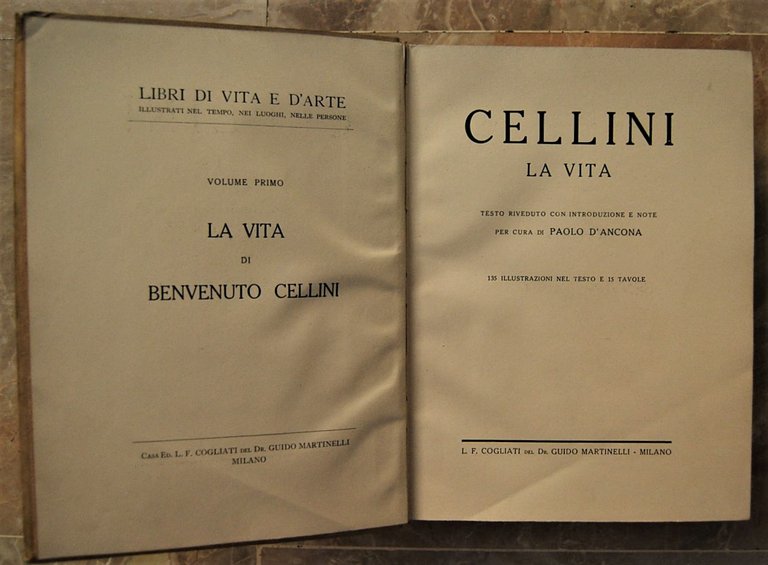 LIBRI DI VITA E D'ARTE
ILLUSTRATI NEL TEMPO, NEI LUOGHI, NELLE PERSONE
VOLUME PRIMO
LA VITA
DI
BENVENUTO CELLINI
CASA ED. L. F. COGLIATI DEL DR. GUIDO MARTINELLI
MILANO
CELLINI
LA VITA
TESTO RIVEDUTO CON INTRODUZIONE E NOTE
PER CURA DI PAOLO D'ANCONA
135 ILLUSTRAZIONI NEL TESTO E 15 TAVOLE
L. F. COGLIATI DEL DR. GUIDO MARTINELLI - MILANO